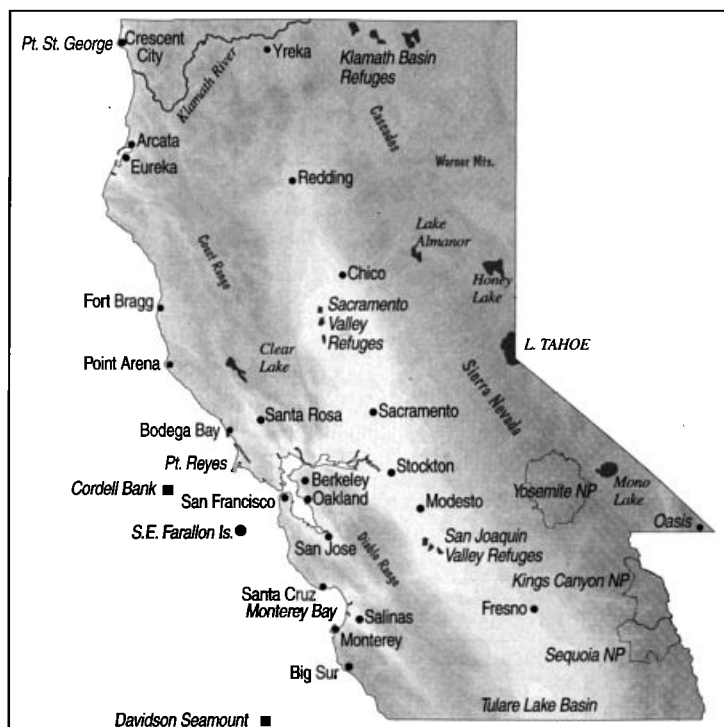 Pt. St. George
Crescent
City
Klamath River
Yreka
Klamath Basin
Refuges
Cascades
Arcata
Eureka
Warner Mts.
Redding
Coast Range
Lake
Almanor
Chico
Honey
Lake
Fort Bragg
Sacramento
Valley
Refuges
Point Arena
Clear
Lake
L. TAHOE
Sierra Nevada
Santa Rosa
Sacramento
Bodega Bay
Pt. Reyes
Stockton
Berkeley
Cordell Bank
San Francisco
Oakland
Modesto
Yosemite NP
Mono
Lake
Oasis
S.E. Farallon Is.
San Jose
Diablo Range
San Joaquin
Valley Refuges
Kings Canyon NP
Santa Cruz
Monterey Bay
Salinas
Fresno
Monterey
Sequoia NP
Big Sur
Tulare Lake Basin
Davidson Seamount